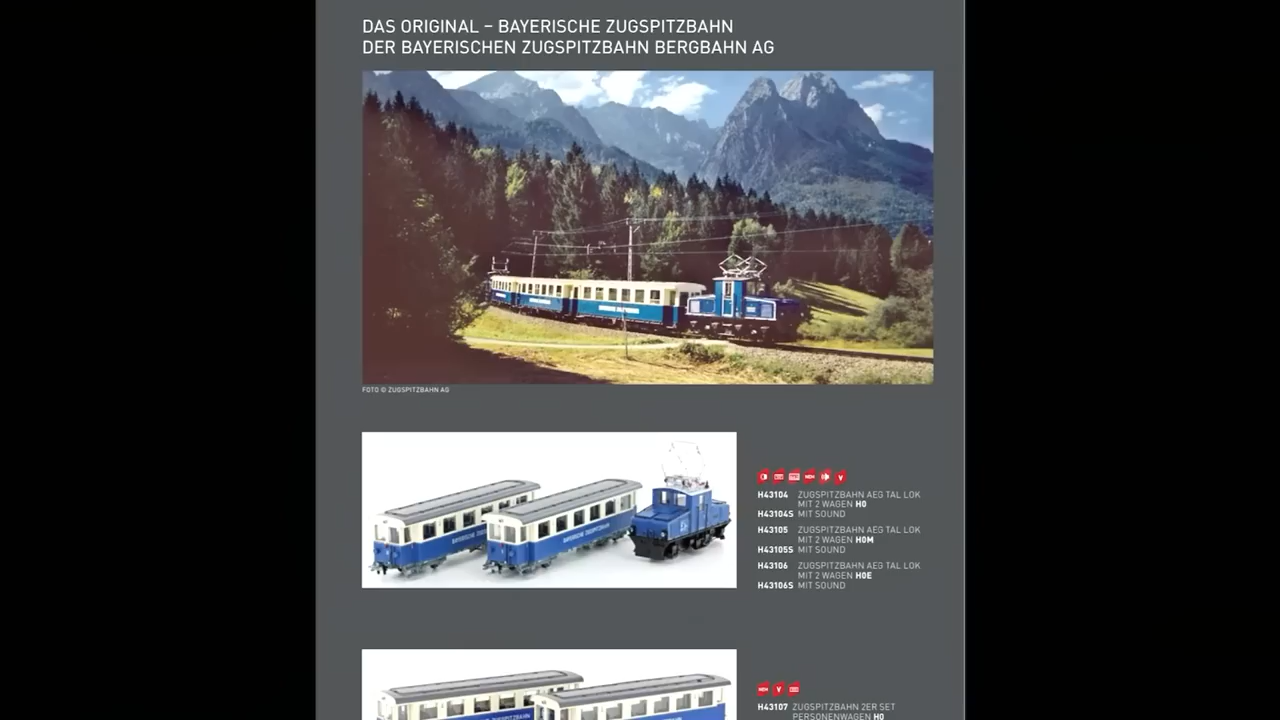 DAS ORIGINAL – BAYERISCHE ZUGSPITZBAHN
DER BAYERISCHEN ZUGSPITZBAHN BERGBAHN AG
FOTO © ZUGSPITZBAHN AG
H43104 ZUGSPITZBAHN AEG TAL LOK
MIT 2 WAGEN H0
H43104S MIT SOUND
H43105 ZUGSPITZBAHN AEG TAL LOK
MIT 2 WAGEN H0M
H43105S MIT SOUND
H43106 ZUGSPITZBAHN AEG TAL LOK
MIT 2 WAGEN H0E
H43106S MIT SOUND
H43107 ZUGSPITZBAHN 2ER SET
PERSONENWAGEN H0